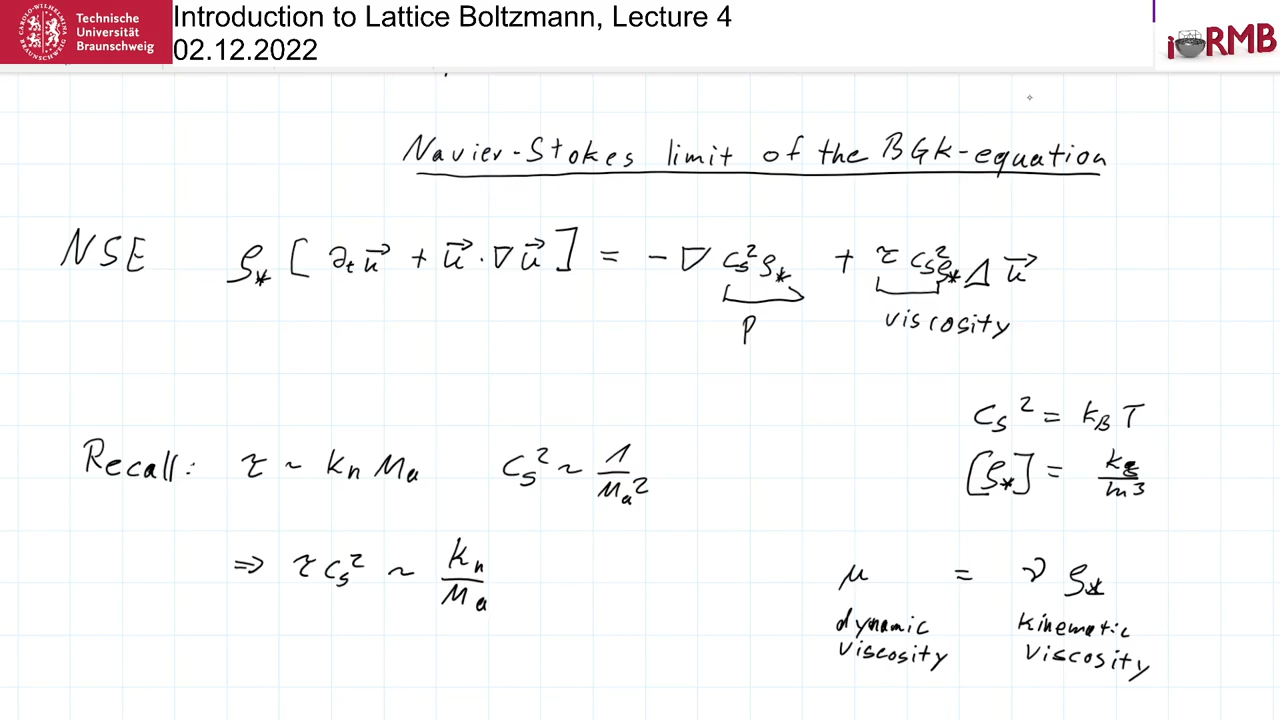 Technische
Universität
Braunschweig
Introduction to Lattice Boltzmann, Lecture 4
02.12.2022
iRMB
Navier-Stokes limit of the BGK-equation
NSE ρ* [ ∂ₜu⃗ + u⃗·∇u⃗ ] = -∇ cₛ²ρ* + τ cₛ²ρ* Δ u⃗
p viscosity
cₛ² = k_B T
Recall: τ ~ Kn Ma cₛ² ~ 1/Ma² [ρ*] = kg/m³
⇒ τ cₛ² ~ Kn/Ma
μ = ν ρ*
dynamic viscosity kinematic viscosity